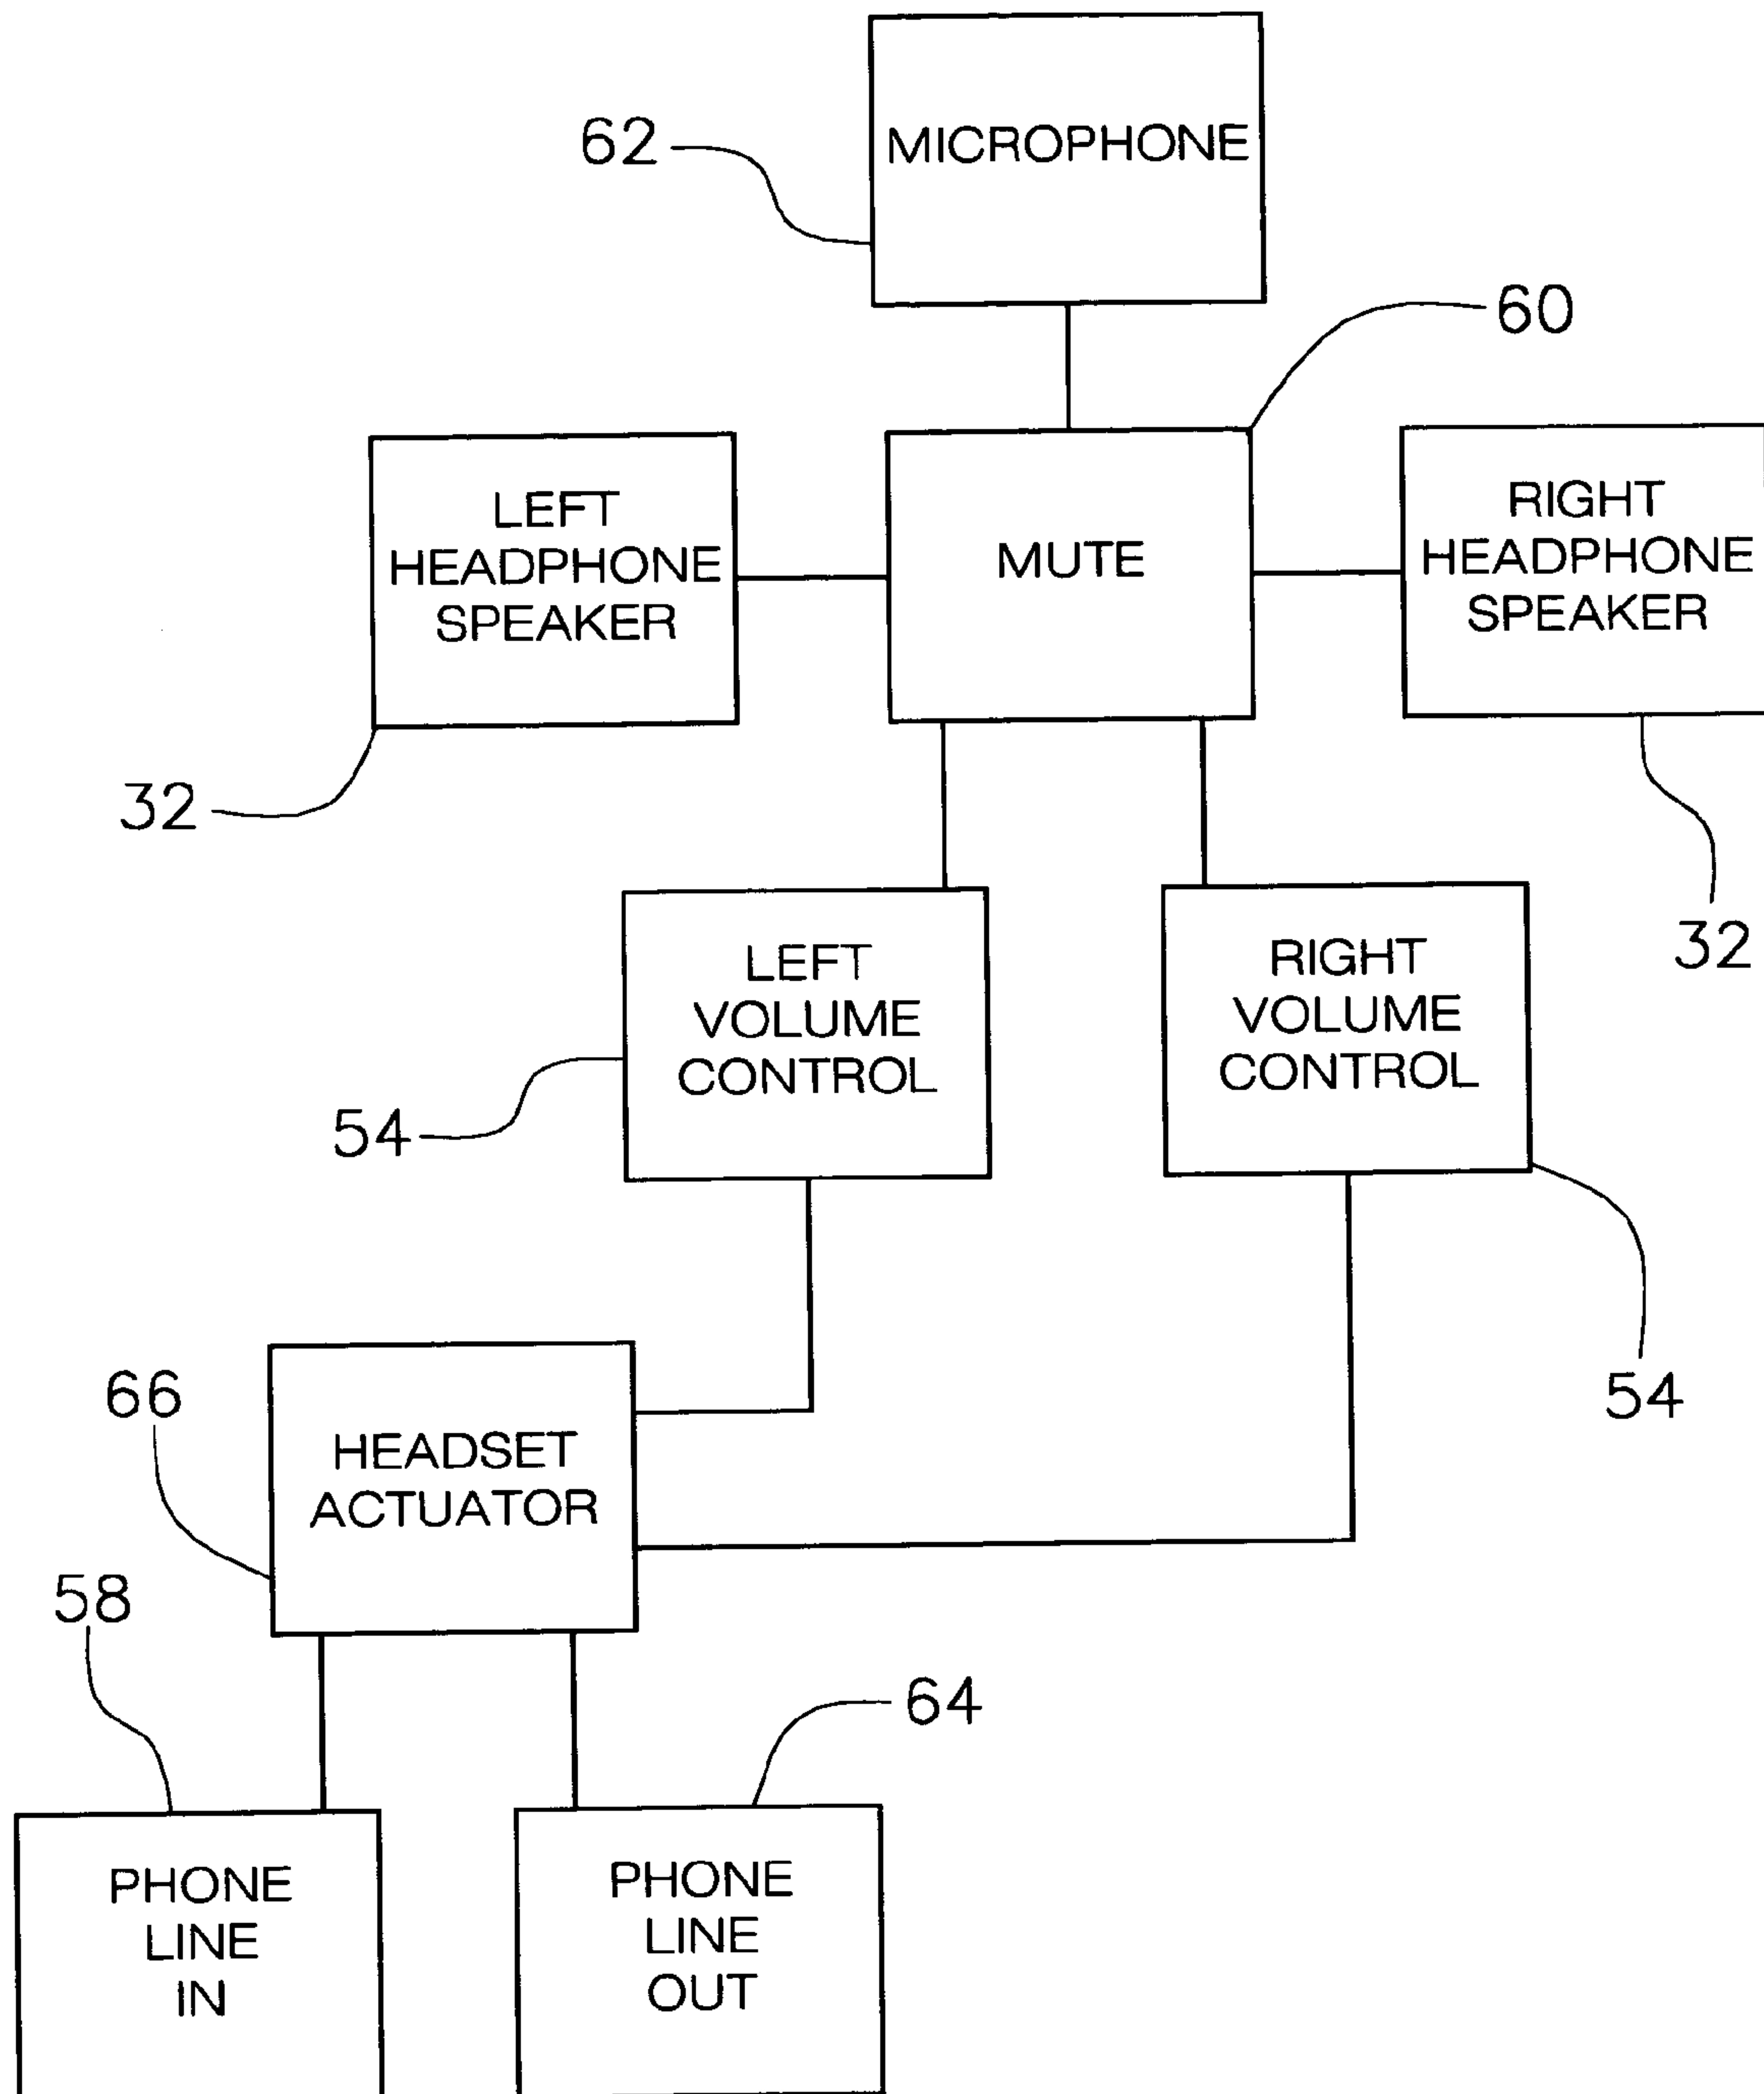 62
MICROPHONE
60
LEFT
HEADPHONE
SPEAKER
MUTE
RIGHT
HEADPHONE
SPEAKER
32
32
LEFT
VOLUME
CONTROL
RIGHT
VOLUME
CONTROL
54
54
66
HEADSET
ACTUATOR
58
64
PHONE
LINE
IN
PHONE
LINE
OUT